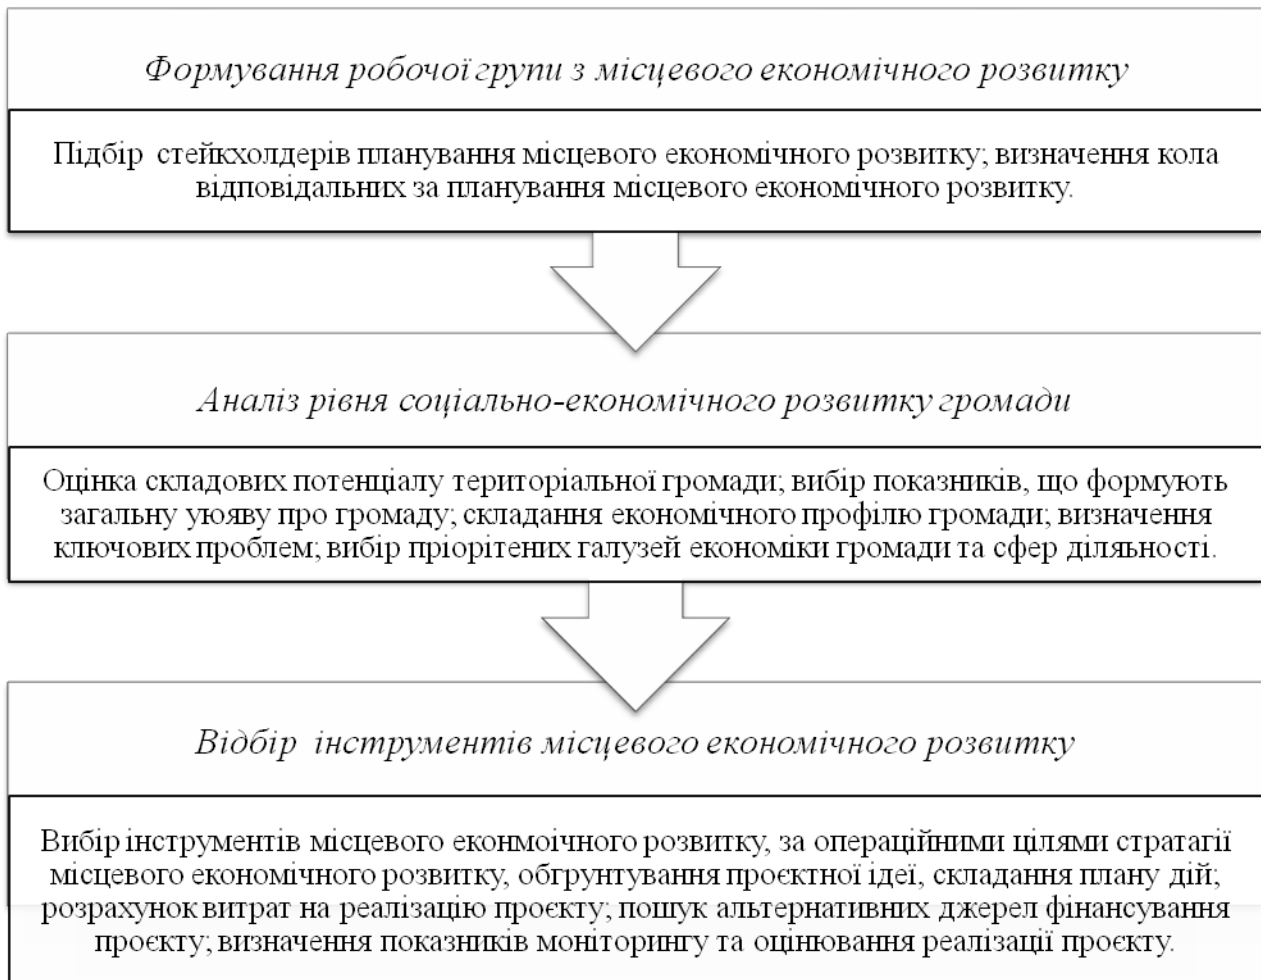 Формування робочої групи з місцевого економічного розвитку
Підбір стейкхолдерів планування місцевого економічного розвитку; визначення кола
відповідальних за планування місцевого економічного розвитку.
Аналіз рівня соціально-економічного розвитку громади
Оцінка складових потенціалу територіальної громади; вибір показників, що формують
загальну уюяву про громаду; складання економічного профілю громади; визначення
ключових проблем; вибір пріорітених галузей економіки громади та сфер діляьності.
Відбір інструментів місцевого економічного розвитку
Вибір інструментів місцевого еконмоічного розвитку, за операційними цілями стратагії
місцевого економічного розвитку, обгрунтування проєктної ідеї, складання плану дій;
розрахунок витрат на реалізацію проєкту; пошук альтернативних джерел фінансування
проєкту; визначення показників моніторингу та оцінювання реалізації проєкту.